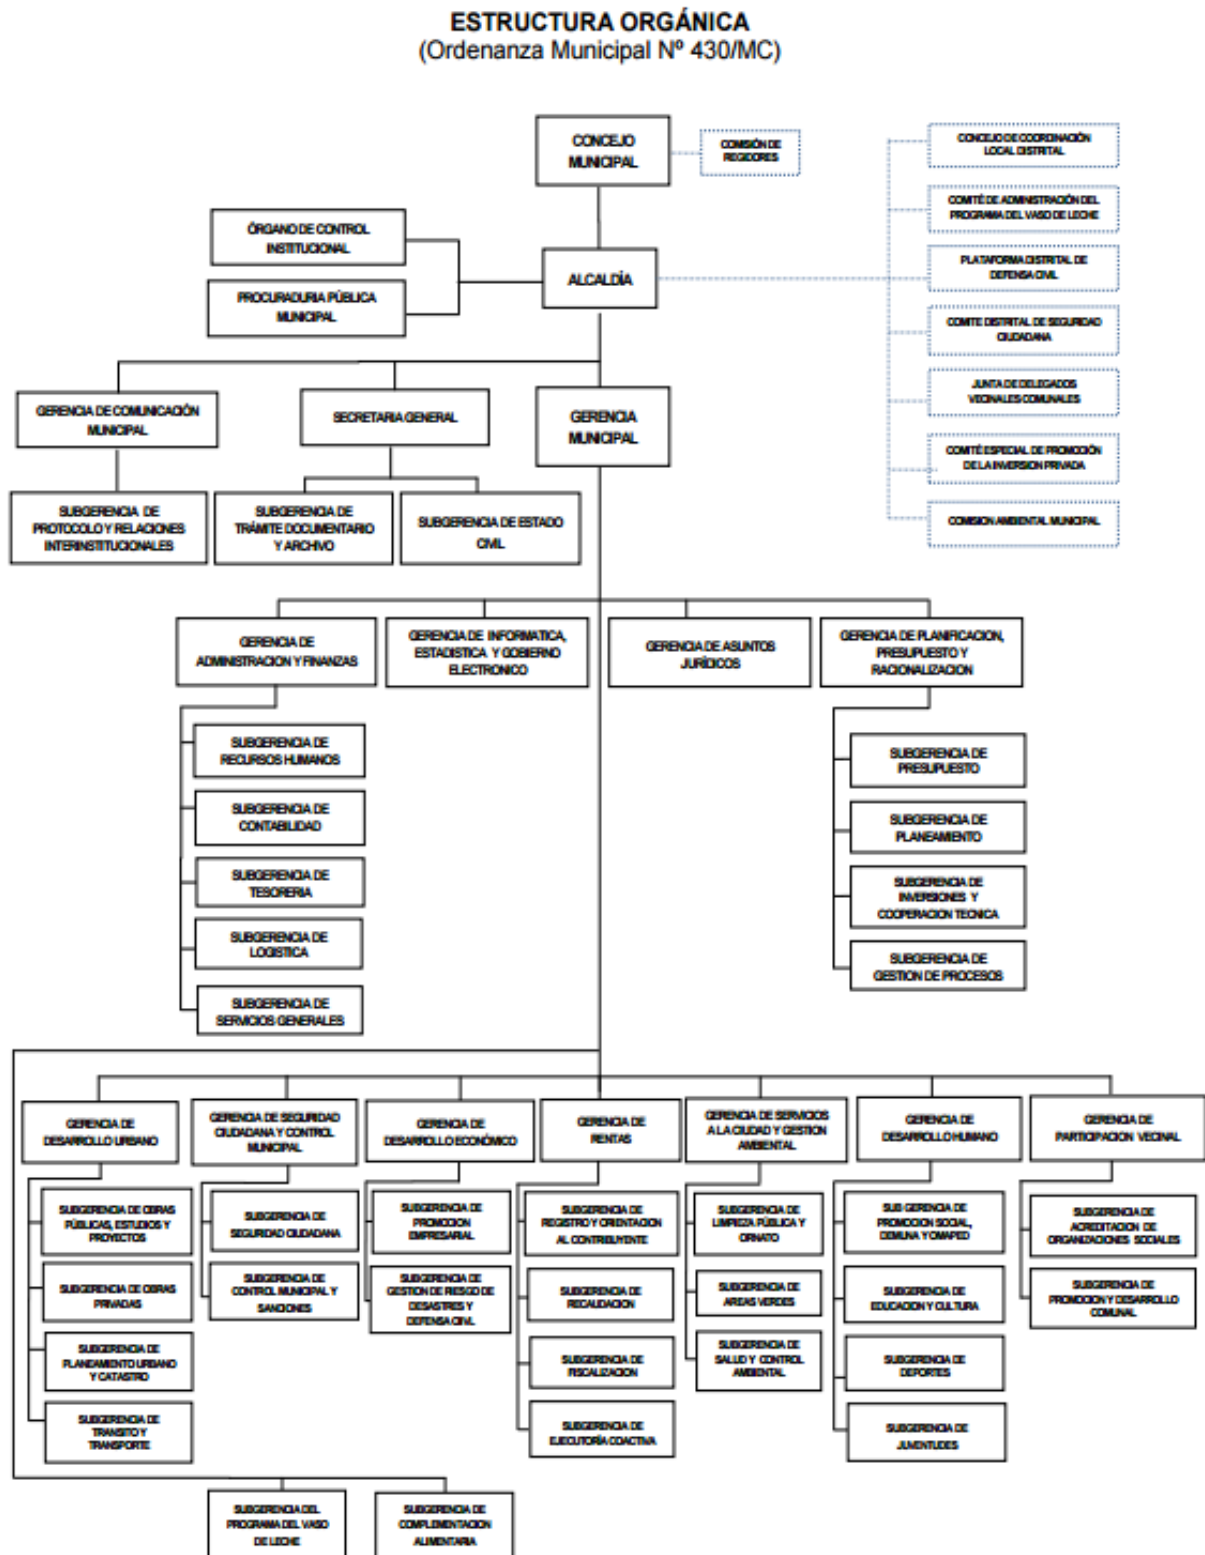 ESTRUCTURA ORGÁNICA
(Ordenanza Municipal Nº 430/MC)
CONCEJO
MUNICIPAL
COMISIÓN DE
REGIDORES
CONCEJO DE COORDINACIÓN
LOCAL DISTRITAL
COMITÉ DE ADMINISTRACIÓN DEL
PROGRAMA DEL VASO DE LECHE
PLATAFORMA DISTRITAL DE
DEFENSA CIVIL
COMITE DISTRITAL DE SEGURIDAD
CIUDADANA
JUNTA DE DELEGADOS
VECINALES COMUNALES
COMITÉ ESPECIAL DE PROMOCIÓN
DE LA INVERSION PRIVADA
COMISION AMBIENTAL MUNICIPAL
ÓRGANO DE CONTROL
INSTITUCIONAL
PROCURADURIA PÚBLICA
MUNICIPAL
ALCALDÍA
GERENCIA DE COMUNICACIÓN
MUNICIPAL
SECRETARIA GENERAL
GERENCIA
MUNICIPAL
SUBGERENCIA DE
PROTOCOLO Y RELACIONES
INTERINSTITUCIONALES
SUBGERENCIA DE
TRÁMITE DOCUMENTARIO
Y ARCHIVO
SUBGERENCIA DE ESTADO
CIVIL
GERENCIA DE
ADMINISTRACION Y FINANZAS
GERENCIA DE INFORMATICA,
ESTADISTICA Y GOBIERNO
ELECTRONICO
GERENCIA DE ASUNTOS
JURÍDICOS
GERENCIA DE PLANIFICACION,
PRESUPUESTO Y
RACIONALIZACION
SUBGERENCIA DE
RECURSOS HUMANOS
SUBGERENCIA DE
CONTABILIDAD
SUBGERENCIA DE
TESORERIA
SUBGERENCIA DE
LOGISTICA
SUBGERENCIA DE
SERVICIOS GENERALES
SUBGERENCIA DE
PRESUPUESTO
SUBGERENCIA DE
PLANEAMIENTO
SUBGERENCIA DE
INVERSIONES Y
COOPERACION TECNICA
SUBGERENCIA DE
GESTION DE PROCESOS
GERENCIA DE
DESARROLLO URBANO
GERENCIA DE SEGURIDAD
CIUDADANA Y CONTROL
MUNICIPAL
GERENCIA DE
DESARROLLO ECONÓMICO
GERENCIA DE
RENTAS
GERENCIA DE SERVICIOS
A LA CIUDAD Y GESTION
AMBIENTAL
GERENCIA DE
DESARROLLO HUMANO
GERENCIA DE
PARTICIPACION VECINAL
SUBGERENCIA DE OBRAS
PÚBLICAS, ESTUDIOS Y
PROYECTOS
SUBGERENCIA DE OBRAS
PRIVADAS
SUBGERENCIA DE
PLANEAMIENTO URBANO
Y CATASTRO
SUBGERENCIA DE
TRANSITO Y
TRANSPORTE
SUBGERENCIA DE
SEGURIDAD CIUDADANA
SUBGERENCIA DE
CONTROL MUNICIPAL Y
SANCIONES
SUBGERENCIA DE
PROMOCION
EMPRESARIAL
SUBGERENCIA DE
GESTION DE RIESGO DE
DESASTRES Y
DEFENSA CIVIL
SUBGERENCIA DE
REGISTRO Y ORIENTACION
AL CONTRIBUYENTE
SUBGERENCIA DE
RECAUDACION
SUBGERENCIA DE
FISCALIZACION
SUBGERENCIA DE
EJECUTORÍA COACTIVA
SUBGERENCIA DE
LIMPIEZA PÚBLICA Y
ORNATO
SUBGERENCIA DE
AREAS VERDES
SUBGERENCIA DE
SALUD Y CONTROL
AMBIENTAL
SUB GERENCIA DE
PROMOCION SOCIAL,
DEMUNA Y OMAPED
SUBGERENCIA DE
EDUCACION Y CULTURA
SUBGERENCIA DE
DEPORTES
SUBGERENCIA DE
JUVENTUDES
SUBGERENCIA DE
ACREDITACION DE
ORGANIZACIONES SOCIALES
SUBGERENCIA DE
PROMOCION Y DESARROLLO
COMUNAL
SUBGERENCIA DEL
PROGRAMA DEL VASO
DE LECHE
SUBGERENCIA DE
COMPLEMENTACION
ALIMENTARIA